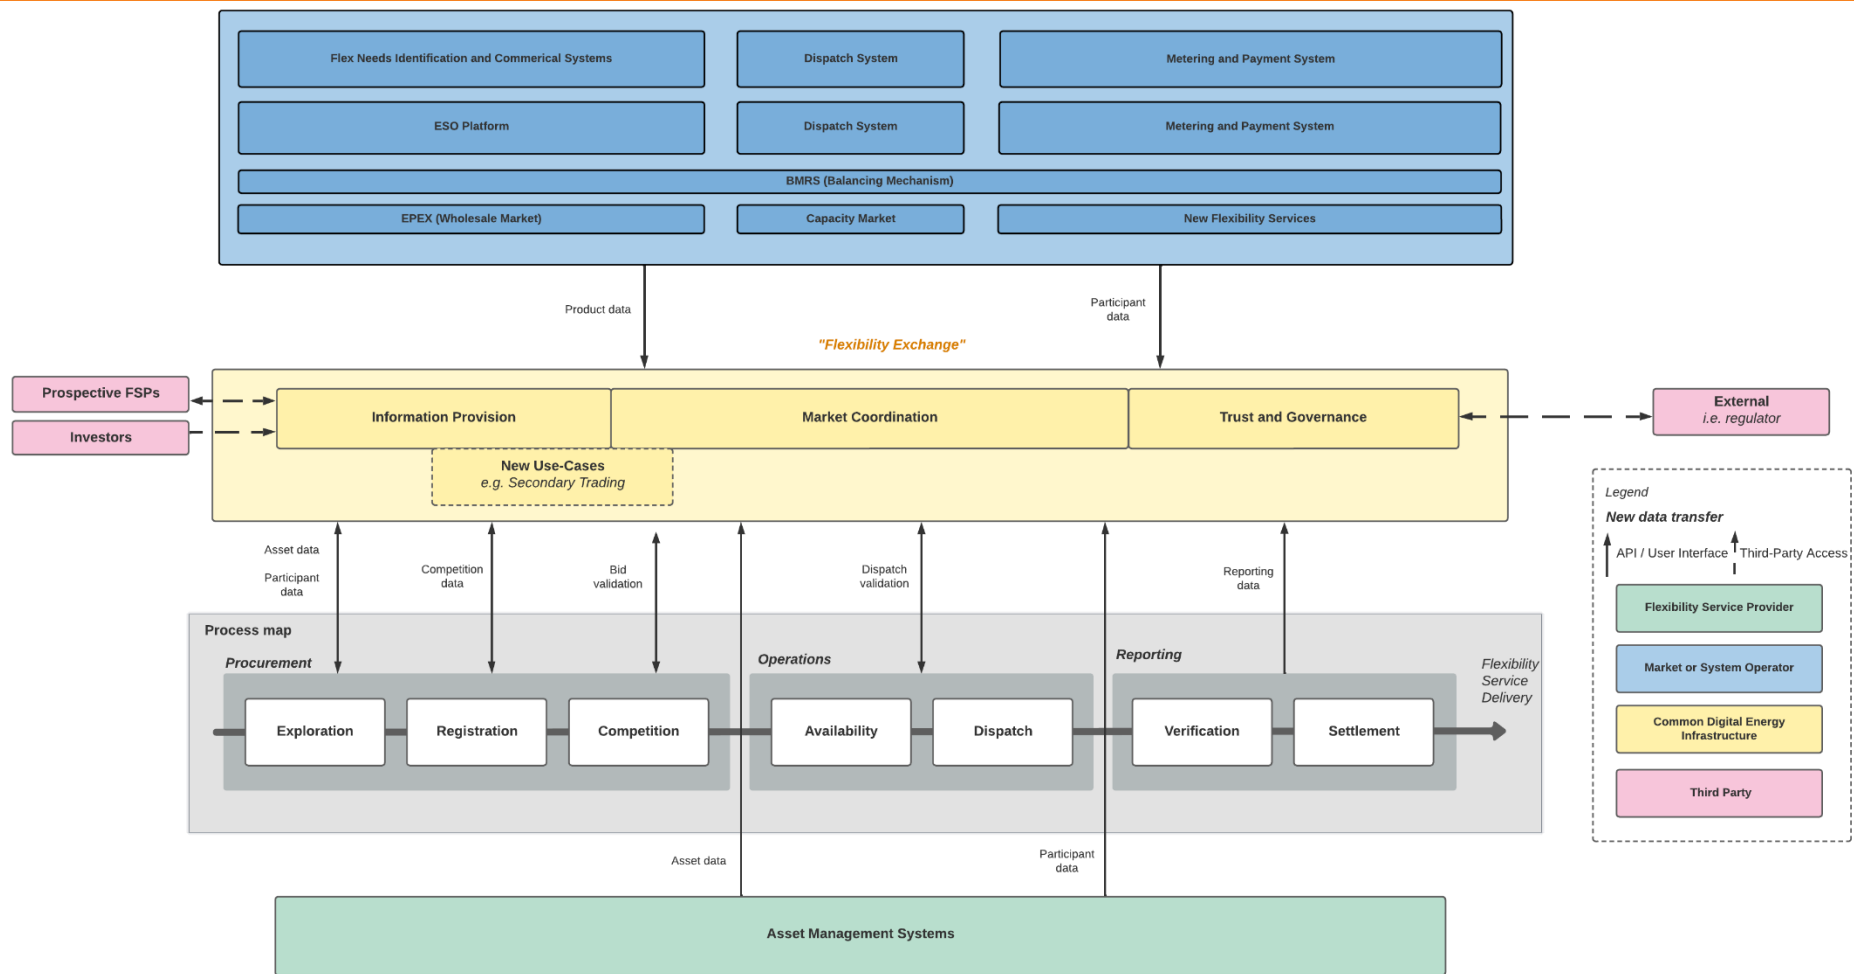 Flex Needs Identification and Commerical Systems
Dispatch System
Metering and Payment System
ESO Platform
Dispatch System
Metering and Payment System
BMRS (Balancing Mechanism)
EPEX (Wholesale Market)
Capacity Market
New Flexibility Services
Product data
Participant
data
"Flexibility Exchange"
Prospective FSPs
Investors
Information Provision
Market Coordination
Trust and Governance
New Use-Cases
e.g. Secondary Trading
External
i.e. regulator
Legend
New data transfer
API / User Interface
Third-Party Access
Flexibility Service Provider
Market or System Operator
Common Digital Energy
Infrastructure
Third Party
Asset data
Participant
data
Competition
data
Bid
validation
Dispatch
validation
Reporting
data
Process map
Procurement
Operations
Reporting
Flexibility
Service
Delivery
Exploration
Registration
Competition
Availability
Dispatch
Verification
Settlement
Asset data
Participant
data
Asset Management Systems